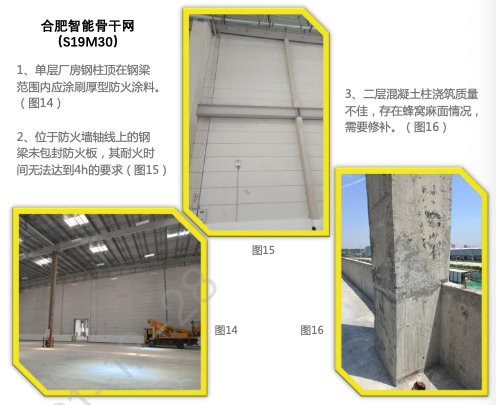 合肥智能骨干网
(S19M30)
1、单层厂房钢柱顶在钢梁
范围内应涂刷厚型防火涂料。
（图14）
2、位于防火墙轴线上的钢
梁未包封防火板，其耐火时
间无法达到4h的要求（图15）
3、二层混凝土柱浇筑质量
不佳，存在蜂窝麻面情况，
需要修补。（图16）
图15
图14
图16